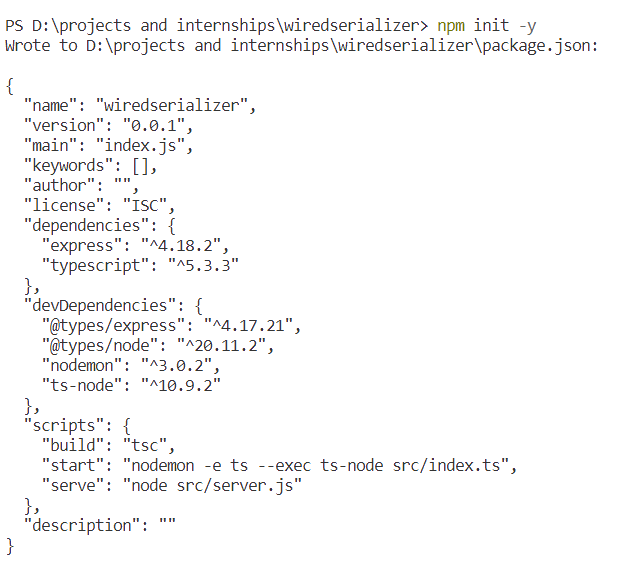 PS D:\projects and internships\wiredserializer> npm init -y
Wrote to D:\projects and internships\wiredserializer\package.json:

{
  "name": "wiredserializer",
  "version": "0.0.1",
  "main": "index.js",
  "keywords": [],
  "author": "",
  "license": "ISC",
  "dependencies": {
    "express": "^4.18.2",
    "typescript": "^5.3.3"
  },
  "devDependencies": {
    "@types/express": "^4.17.21",
    "@types/node": "^20.11.2",
    "nodemon": "^3.0.2",
    "ts-node": "^10.9.2"
  },
  "scripts": {
    "build": "tsc",
    "start": "nodemon -e ts --exec ts-node src/index.ts",
    "serve": "node src/server.js"
  },
  "description": ""
}